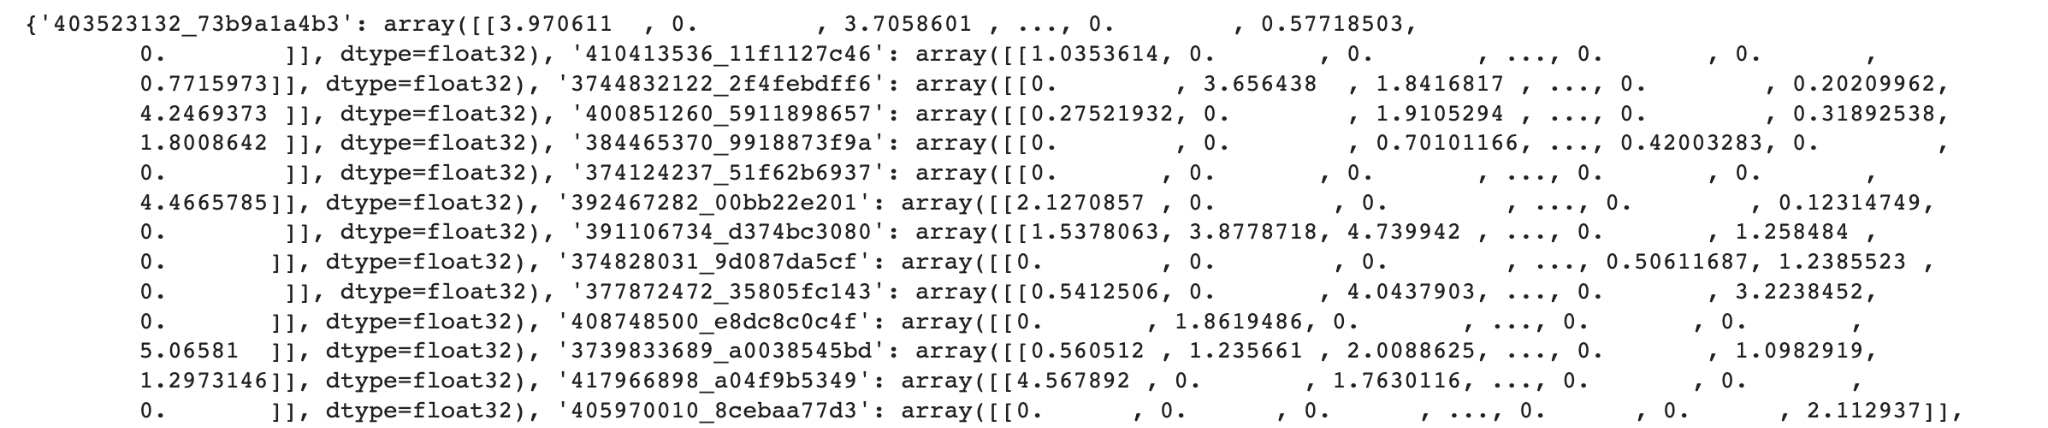 {'403523132_73b9a1a4b3': array([[3.970611  , 0.        , 3.7058601 , ..., 0.        , 0.57718503,
        0.        ]], dtype=float32), '410413536_11f1127c46': array([[1.0353614, 0.       , 0.       , ..., 0.       , 0.       ,
        0.7715973]], dtype=float32), '3744832122_2f4febdff6': array([[0.        , 3.656438  , 1.8416817 , ..., 0.        , 0.20209962,
        4.2469373 ]], dtype=float32), '400851260_5911898657': array([[0.27521932, 0.        , 1.9105294 , ..., 0.        , 0.31892538,
        1.8008642 ]], dtype=float32), '384465370_9918873f9a': array([[0.        , 0.        , 0.70101166, ..., 0.42003283, 0.        ,
        0.        ]], dtype=float32), '374124237_51f62b6937': array([[0.       , 0.       , 0.       , ..., 0.       , 0.       ,
        4.4665785]], dtype=float32), '392467282_00bb22e201': array([[2.1270857 , 0.        , 0.        , ..., 0.        , 0.12314749,
        0.        ]], dtype=float32), '391106734_d374bc3080': array([[1.5378063, 3.8778718, 4.739942 , ..., 0.       , 1.258484 ,
        0.       ]], dtype=float32), '374828031_9d087da5cf': array([[0.        , 0.        , 0.        , ..., 0.50611687, 1.2385523 ,
        0.        ]], dtype=float32), '377872472_35805fc143': array([[0.5412506, 0.       , 4.0437903, ..., 0.       , 3.2238452,
        0.       ]], dtype=float32), '408748500_e8dc8c0c4f': array([[0.       , 1.8619486, 0.       , ..., 0.       , 0.       ,
        5.06581  ]], dtype=float32), '3739833689_a0038545bd': array([[0.560512 , 1.235661 , 2.0088625, ..., 0.       , 1.0982919,
        1.2973146]], dtype=float32), '417966898_a04f9b5349': array([[4.567892 , 0.       , 1.7630116, ..., 0.       , 0.       ,
        0.       ]], dtype=float32), '405970010_8cebaa77d3': array([[0.      , 0.      , 0.      , ..., 0.      , 0.      , 2.112937]],